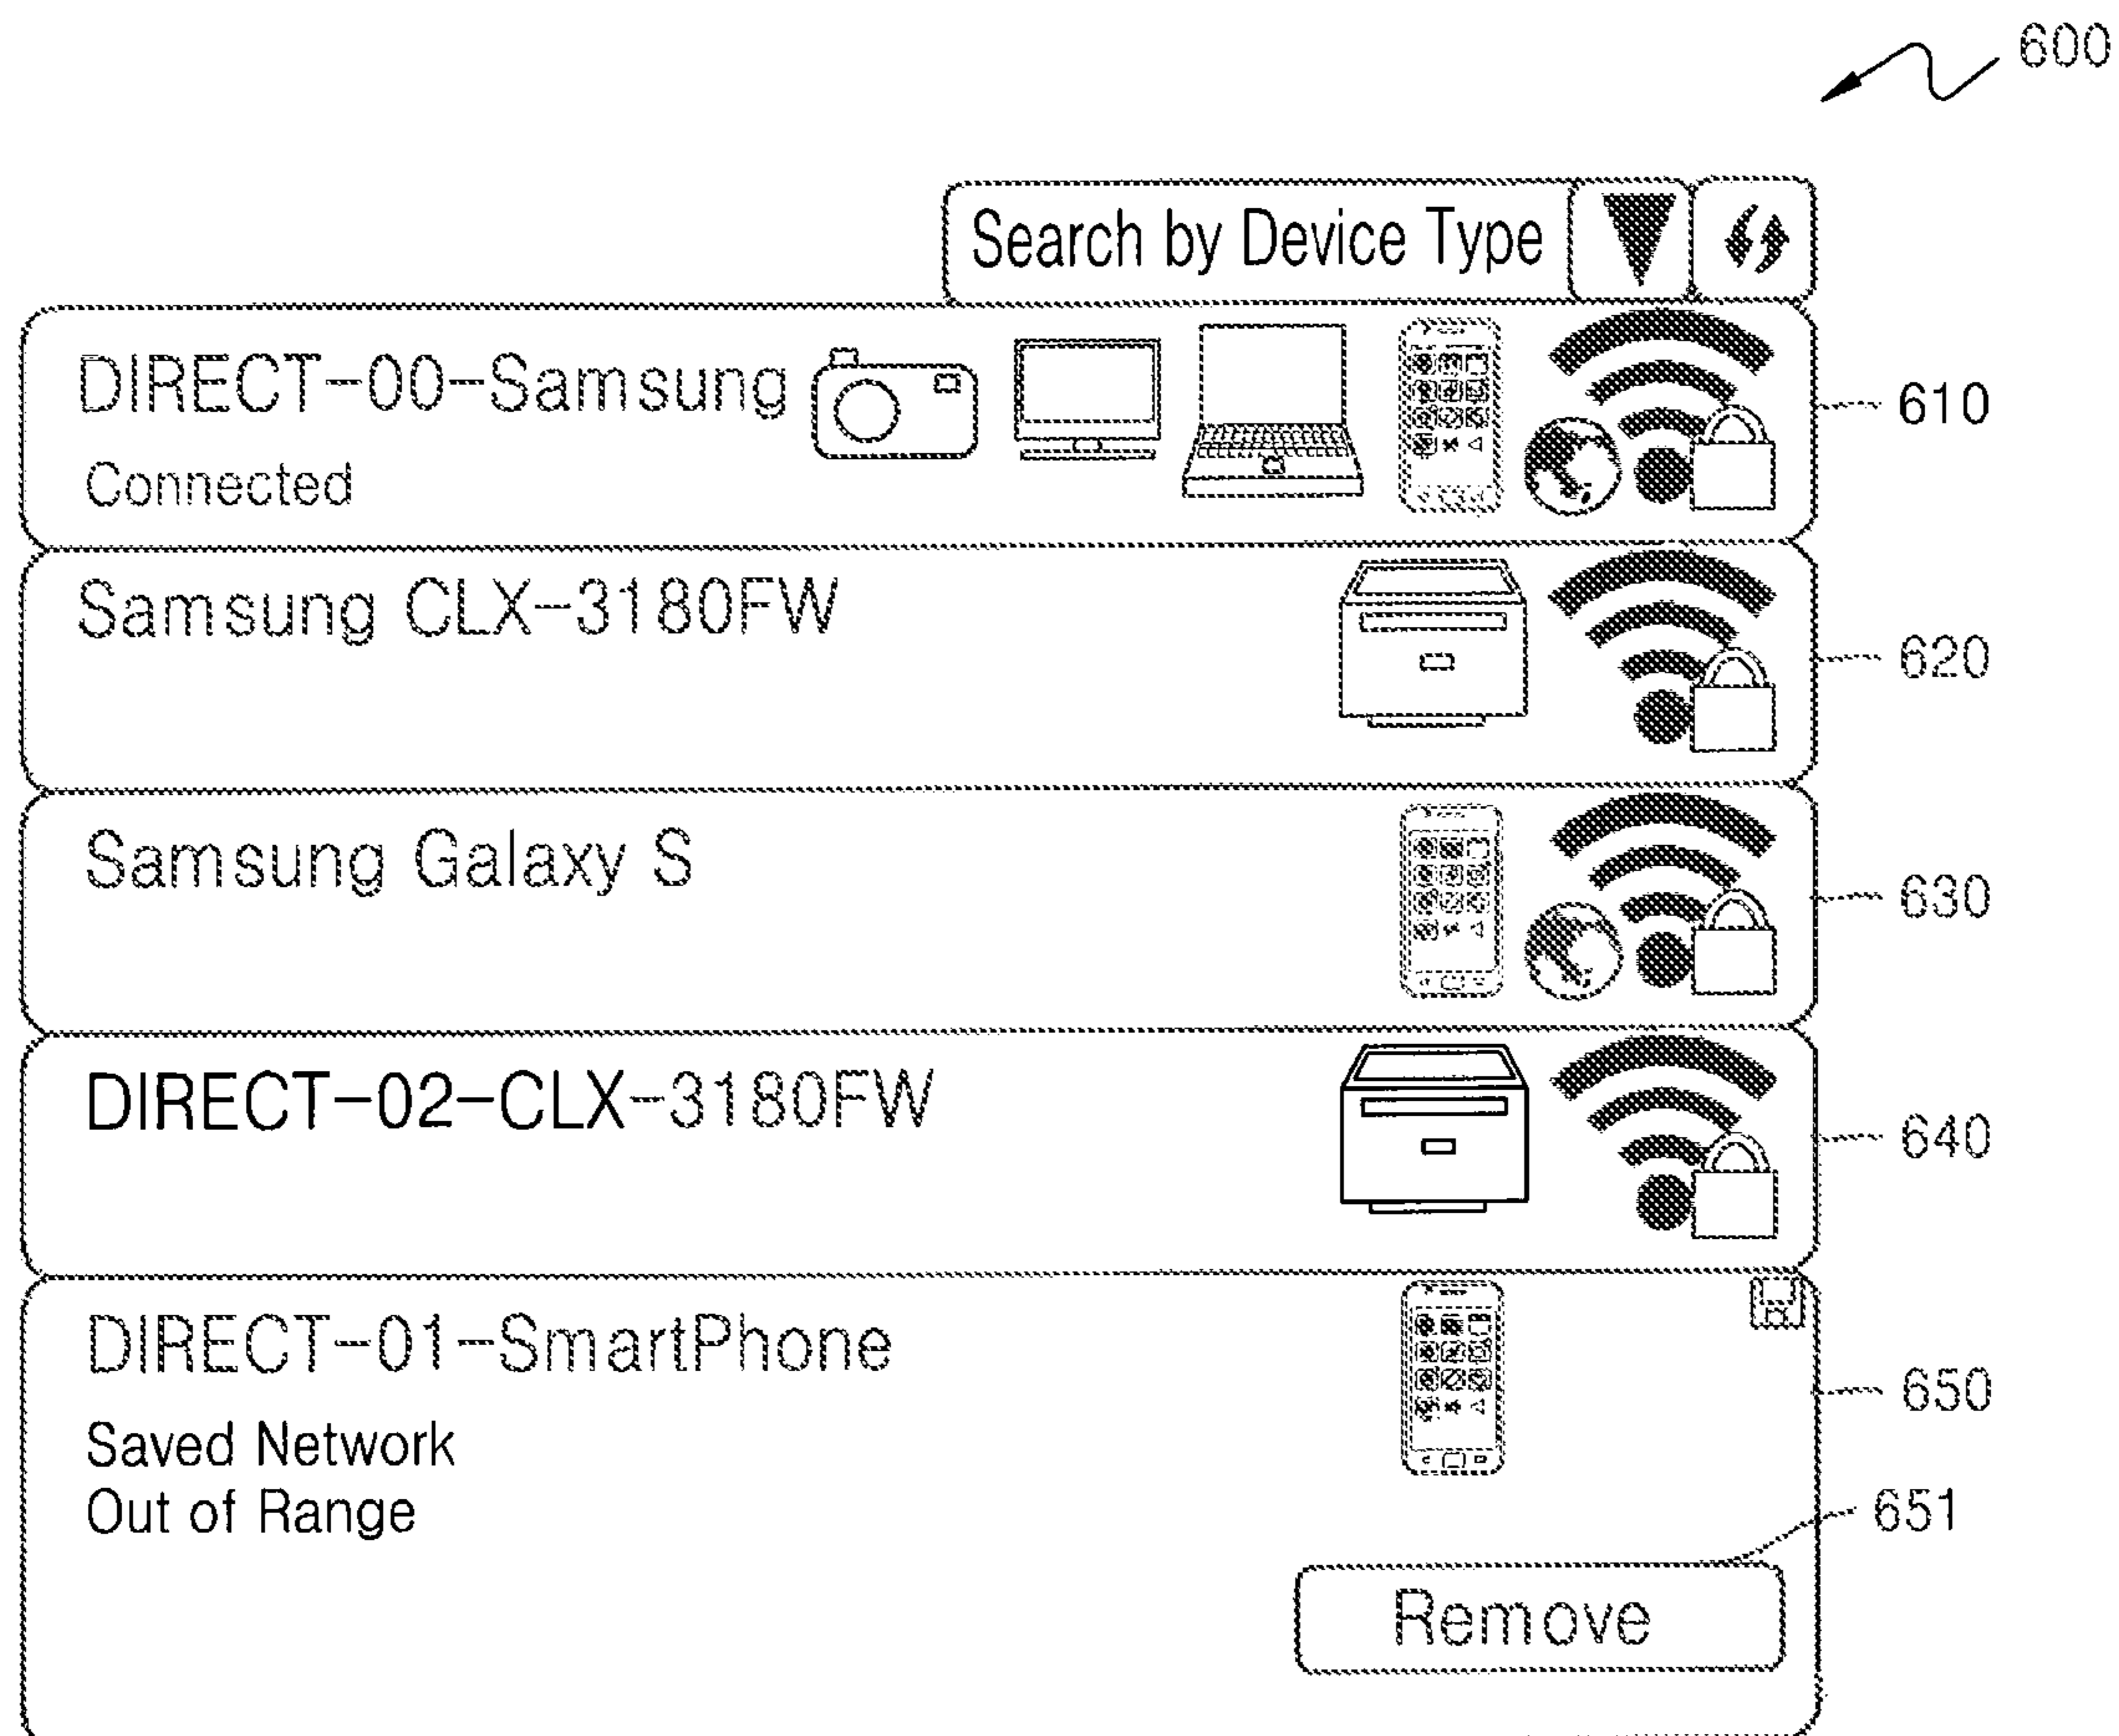 600
Search by Device Type
DIRECT-00-Samsung
Connected
610
Samsung CLX-3180FW
620
Samsung Galaxy S
630
DIRECT-02-CLX-3180FW
640
DIRECT-01-SmartPhone
Saved Network
Out of Range
650
651
Remove